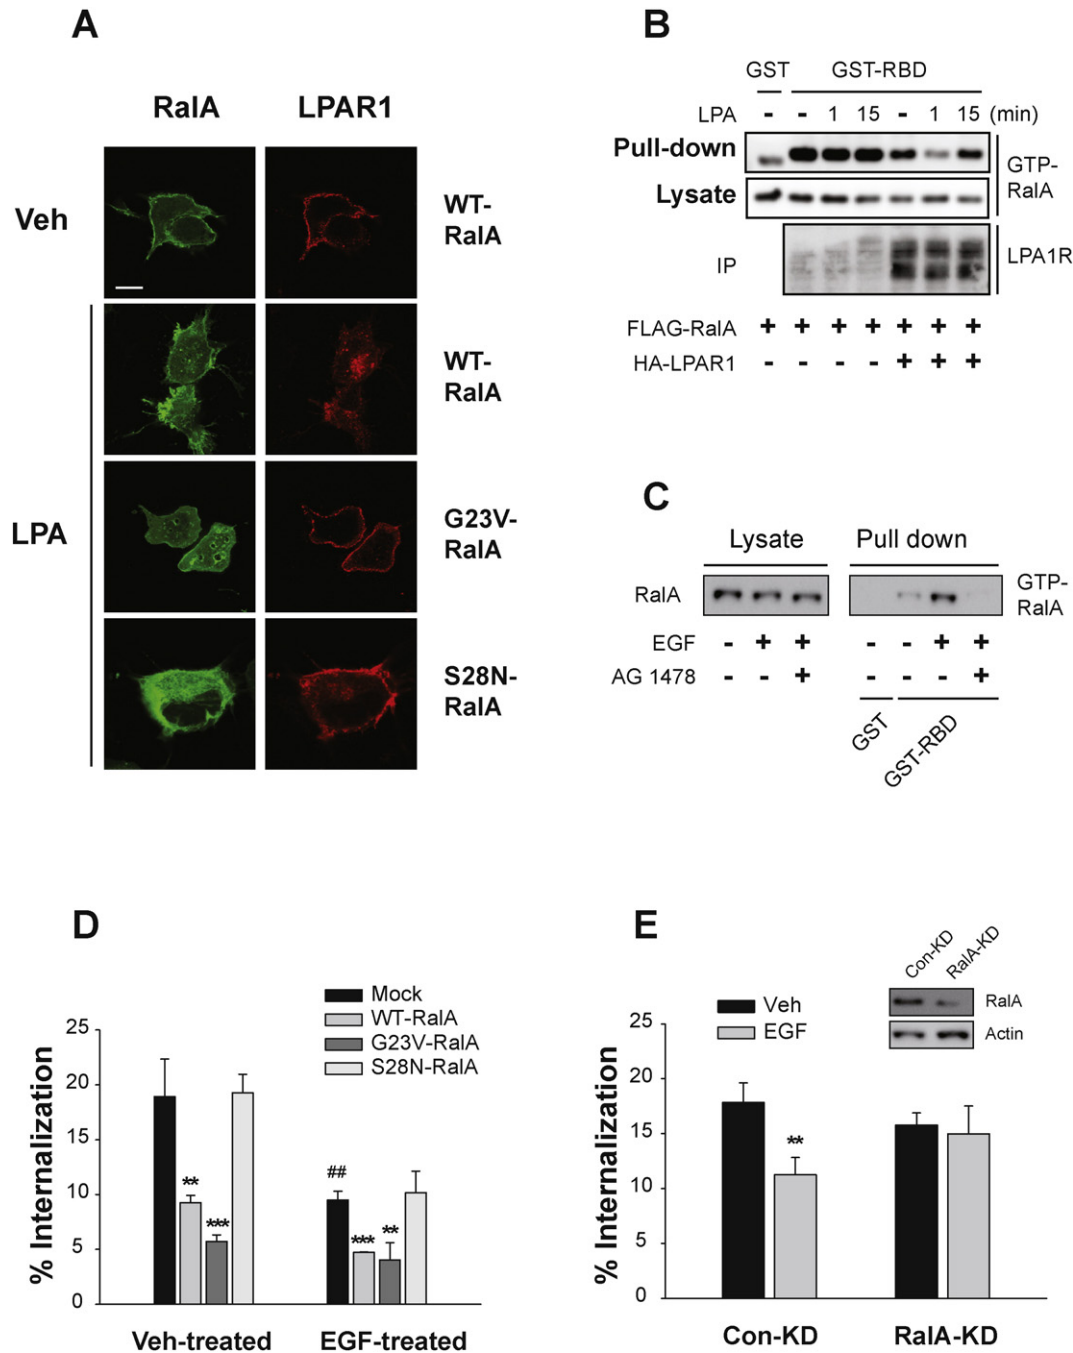 A
RalA LPAR1
Veh
WT-
RalA
LPA
WT-
RalA
G23V-
RalA
S28N-
RalA
B
GST GST-RBD
LPA - - 1 15 - 1 15 (min)
Pull-down
GTP-
RalA
Lysate
IP LPA1R
FLAG-RalA + + + + + + +
HA-LPAR1 - - - - + + +
C
Lysate Pull down
RalA
GTP-
RalA
EGF - + + - - + +
AG 1478 - - + - - - +
GST
GST-RBD
D
Mock
WT-RalA
G23V-RalA
S28N-RalA
% Internalization
25
20
15
10
5
0
** *** ## *** **
Veh-treated EGF-treated
E
Con-KD RalA-KD
RalA
Actin
Veh
EGF
% Internalization
25
20
15
10
5
0
**
Con-KD RalA-KD